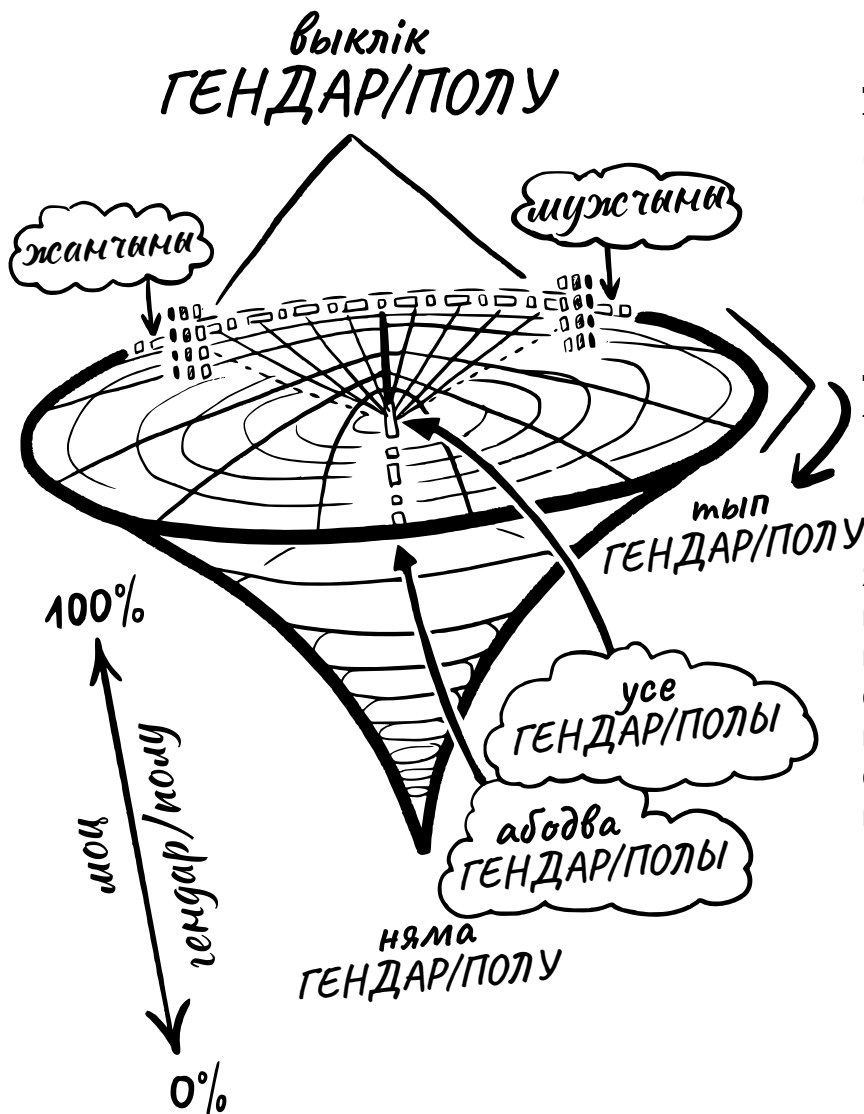 выклік
ГЕНДАР/ПОЛУ
жанчыны
мужчыны
тып
ГЕНДАР/ПОЛУ
100%
усе
ГЕНДАР/ПОЛЫ
моц
гендар/полу
абодва
ГЕНДАР/ПОЛЫ
няма
ГЕНДАР/ПОЛУ
0%